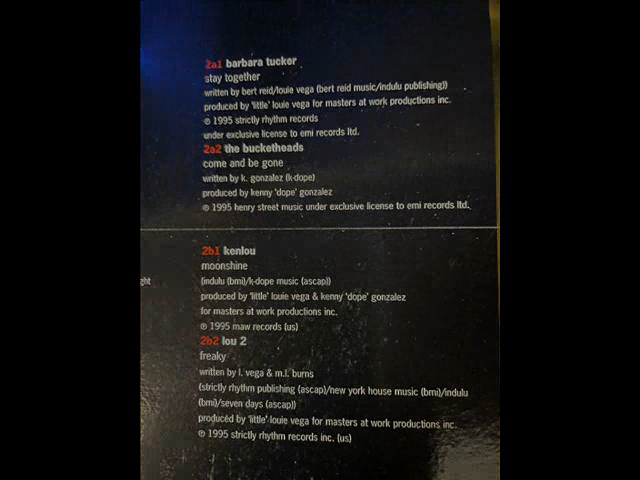 2a1 barbara tucker
stay together
written by bert reid/louie vega (bert reid music/indulu publishing))
produced by 'little' louie vega for masters at work productions inc.
℗ 1995 strictly rhythm records
under exclusive license to emi records ltd.
2a2 the bucketheads
come and be gone
written by k. gonzalez (k-dope)
produced by kenny 'dope' gonzalez
℗ 1995 henry street music under exclusive license to emi records ltd.
2b1 kenlou
moonshine
(indulu (bmi)/k-dope music (ascap))
ght
produced by 'little' louie vega & kenny 'dope' gonzalez
for masters at work productions inc.
℗ 1995 maw records (us)
2b2 lou 2
freaky
written by l. vega & m.l. burns
(strictly rhythm publishing (ascap)/new york house music (bmi)/indulu
(bmi)/seven days (ascap))
produced by 'little' louie vega for masters at work productions inc.
℗ 1995 strictly rhythm records inc. (us)